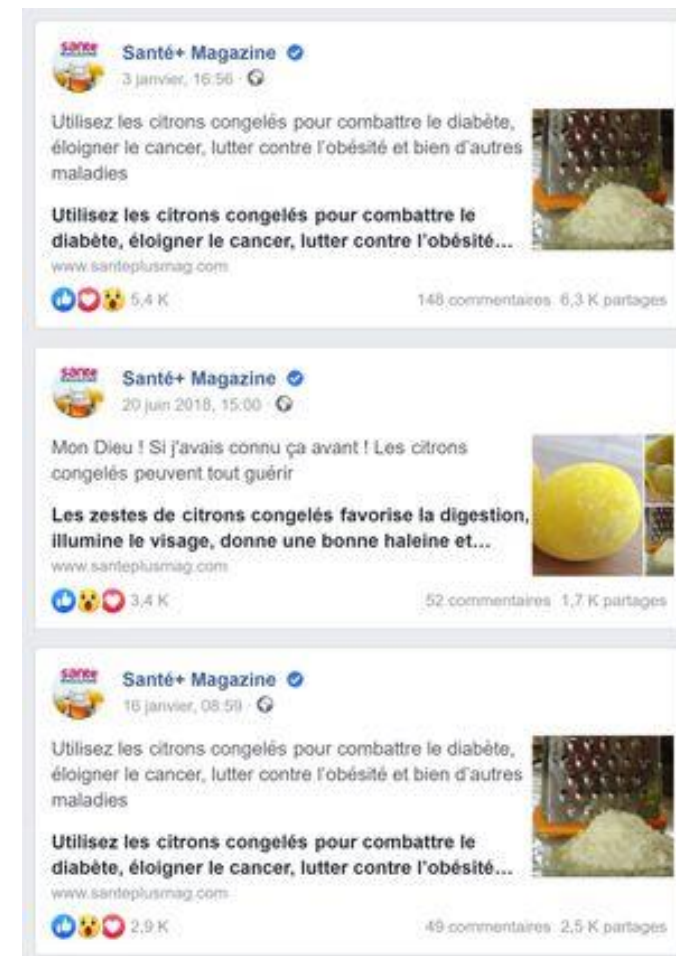 Santé+ Magazine
3 janvier, 16:56 ·
Utilisez les citrons congelés pour combattre le diabète,
éloigner le cancer, lutter contre l'obésité et bien d'autres
maladies
Utilisez les citrons congelés pour combattre le
diabète, éloigner le cancer, lutter contre l'obésité...
www.santeplusmag.com
5,4 K 148 commentaires 6,3 K partages
Santé+ Magazine
20 juin 2018, 15:00 ·
Mon Dieu ! Si j'avais connu ça avant ! Les citrons
congelés peuvent tout guérir
Les zestes de citrons congelés favorise la digestion,
illumine le visage, donne une bonne haleine et...
www.santeplusmag.com
3,4 K 52 commentaires 1,7 K partages
Santé+ Magazine
16 janvier, 08:59 ·
Utilisez les citrons congelés pour combattre le diabète,
éloigner le cancer, lutter contre l'obésité et bien d'autres
maladies
Utilisez les citrons congelés pour combattre le
diabète, éloigner le cancer, lutter contre l'obésité...
www.santeplusmag.com
2,9 K 49 commentaires 2,5 K partages